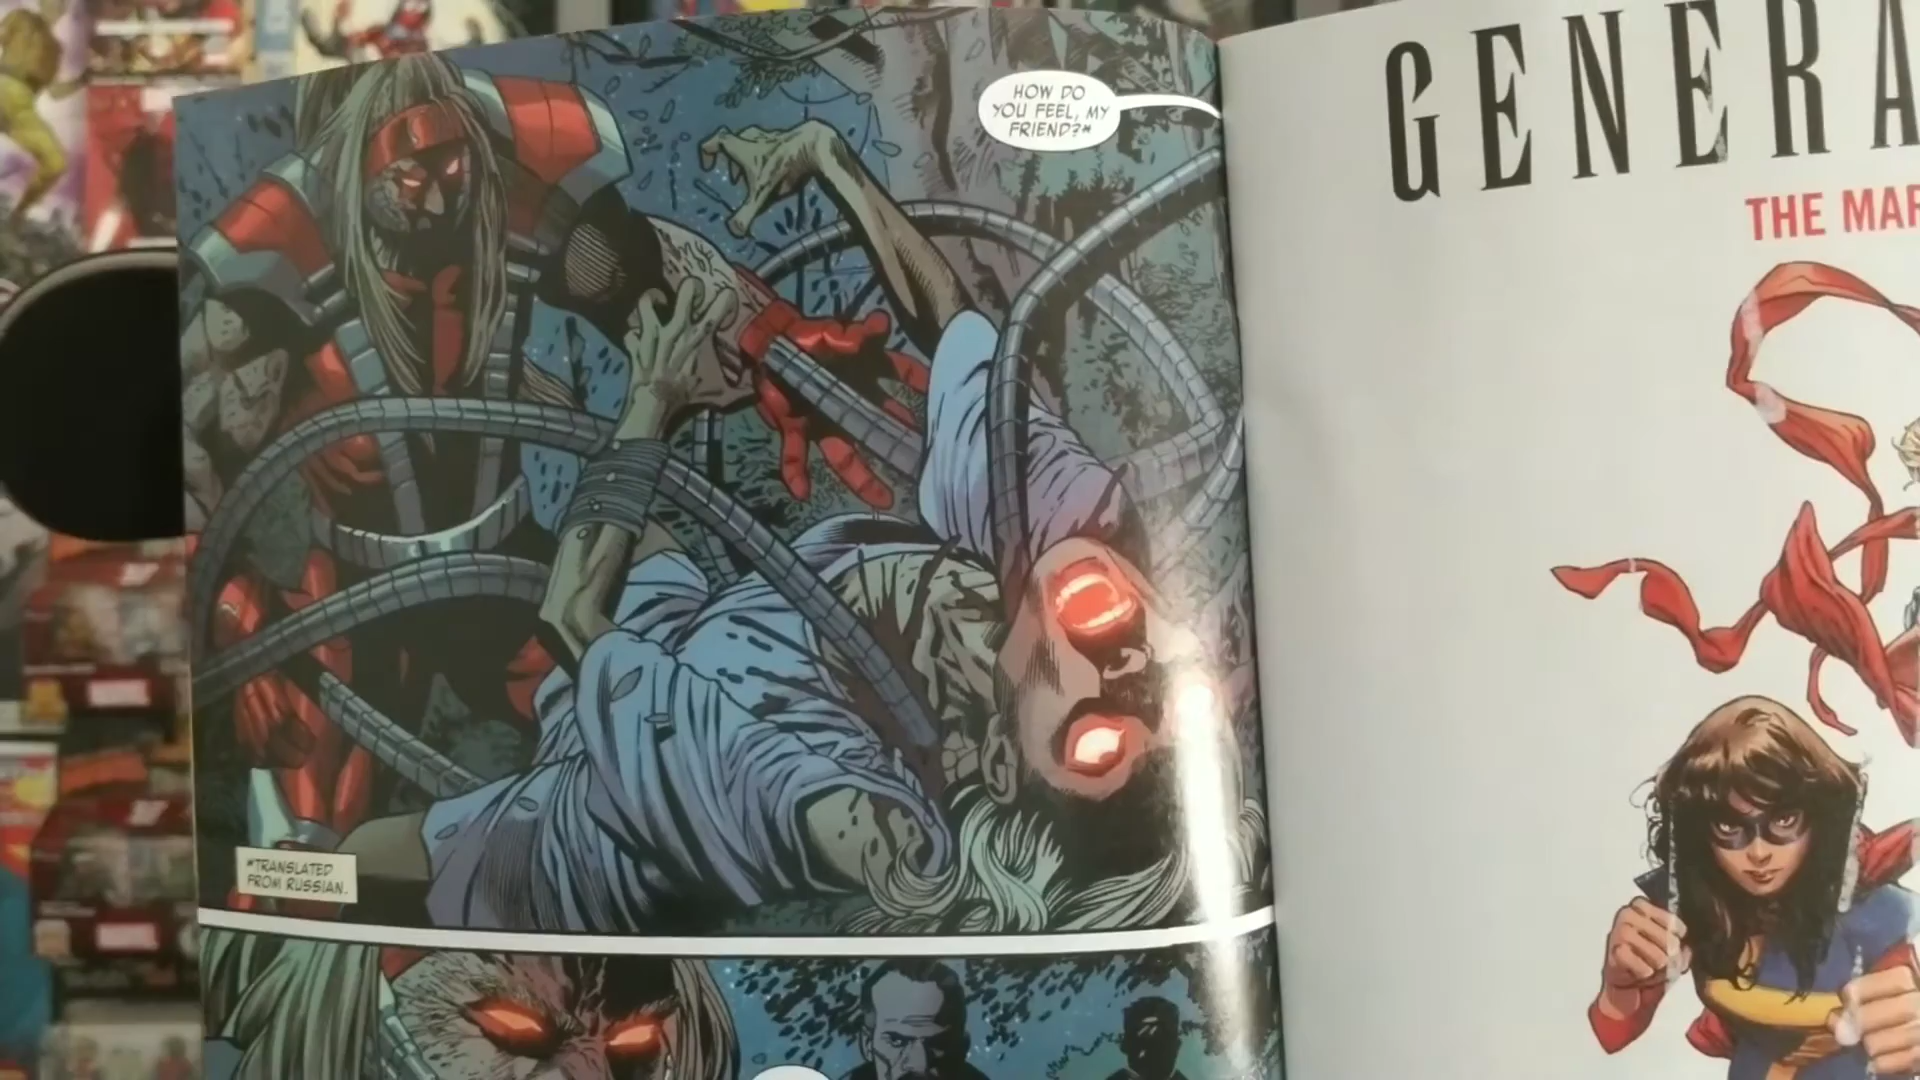 HOW DO
YOU FEEL, MY
FRIEND?*
*TRANSLATED
FROM RUSSIAN.
GENERA
THE MAR